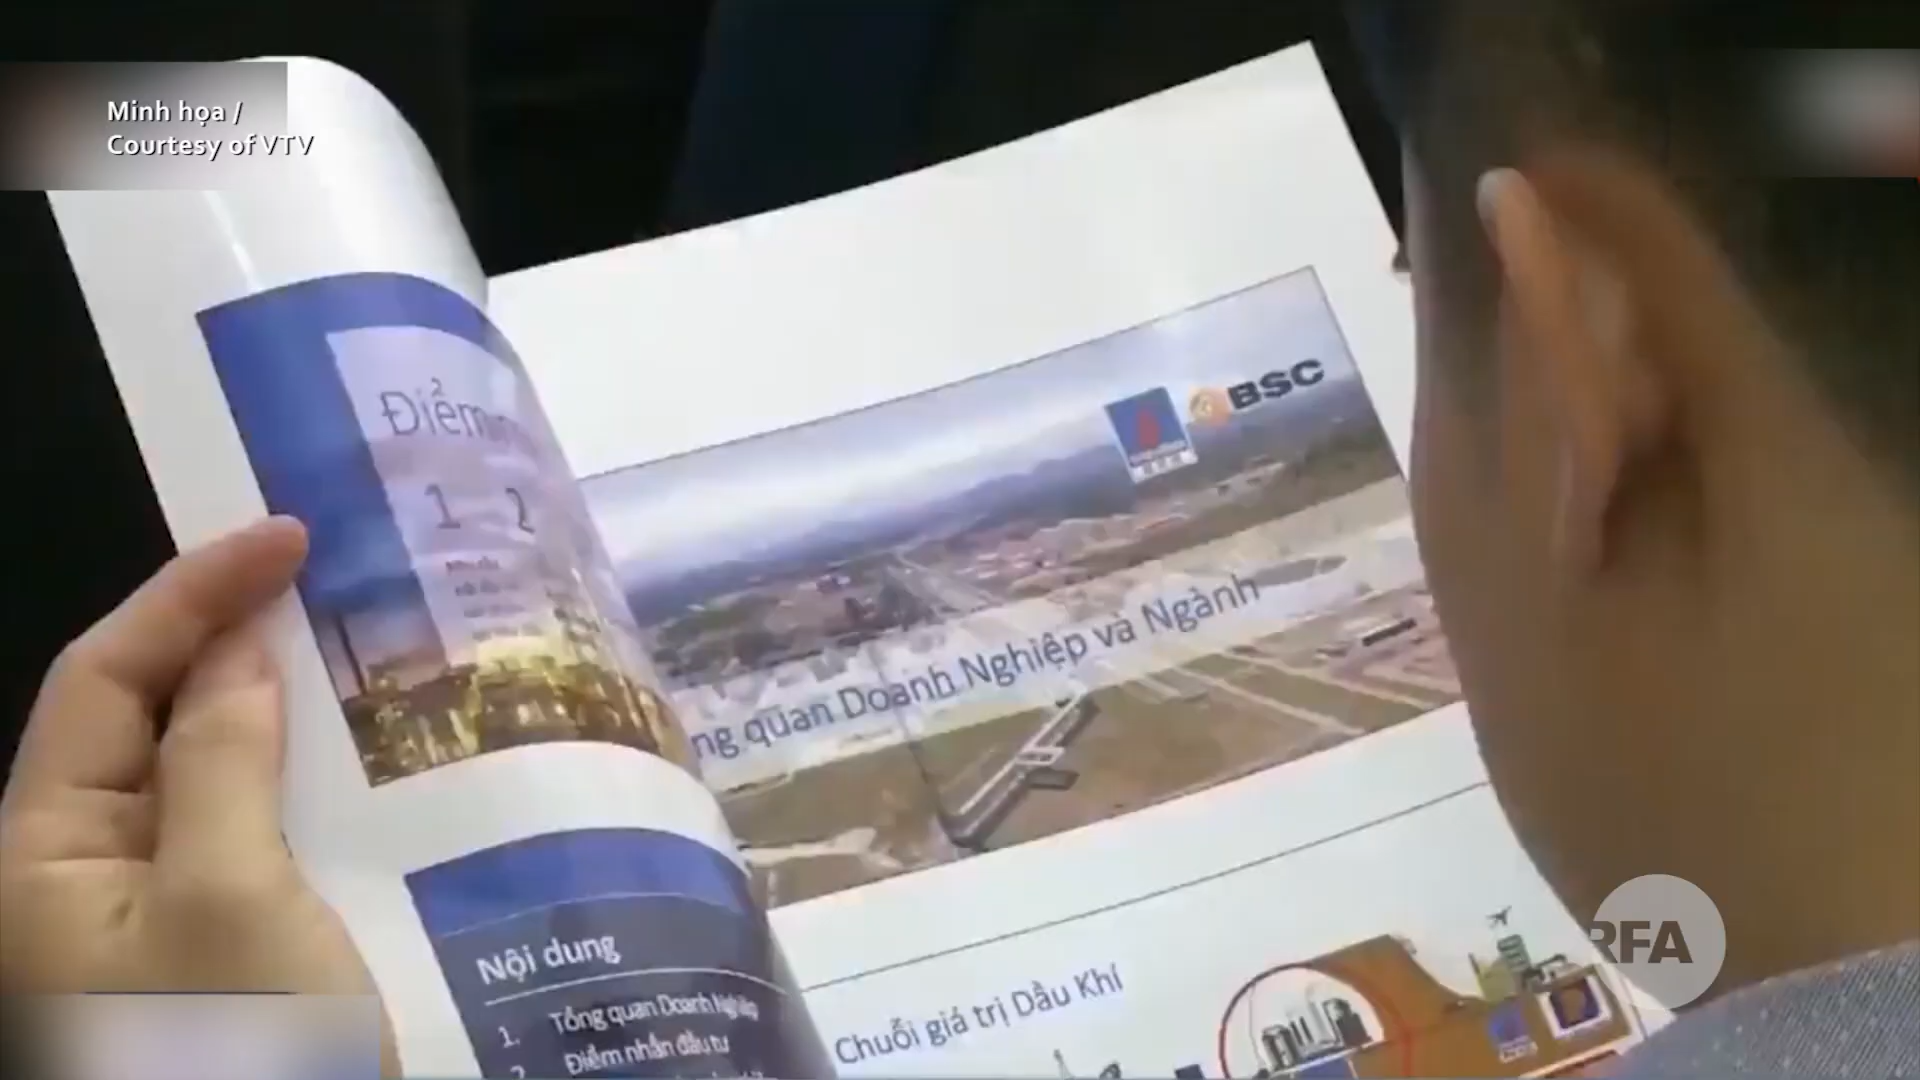 Minh họa /
Courtesy of VTV
Điểm
1 2
BSC
ng quan Doanh Nghiệp và Ngành
Nội dung
1. Tổng quan Doanh Nghiệp
2. Điểm nhấn đầu tư
Chuỗi giá trị Dầu Khí
RFA